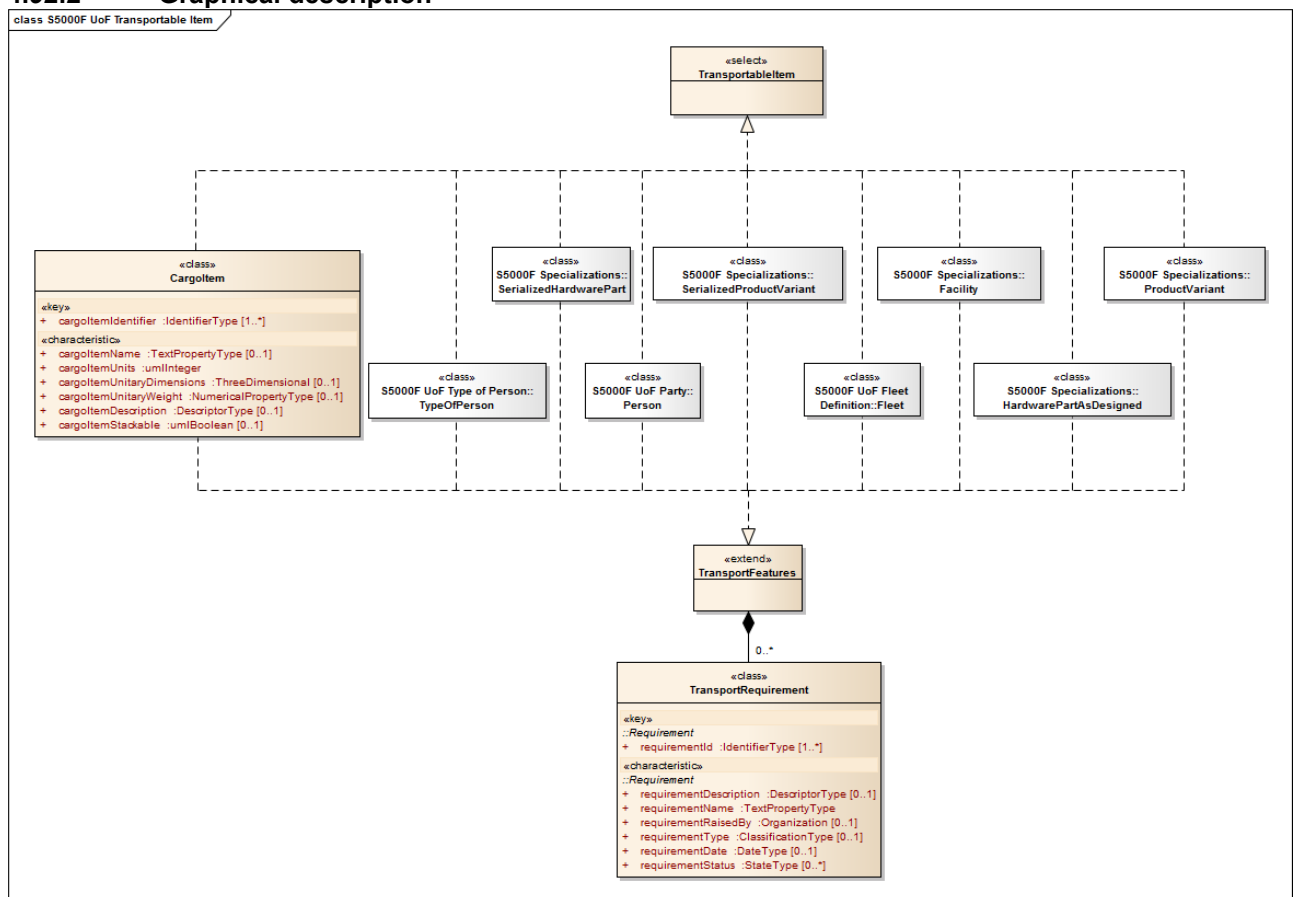 Graphical description
class S5000F UoF Transportable Item
«select»
TransportableItem
«class»
CargoItem
«key»
+ cargoItemIdentifier :IdentifierType [1..*]
«characteristic»
+ cargoItemName :TextPropertyType [0..1]
+ cargoItemUnits :umlInteger
+ cargoItemUnitaryDimensions :ThreeDimensional [0..1]
+ cargoItemUnitaryWeight :NumericalPropertyType [0..1]
+ cargoItemDescription :DescriptorType [0..1]
+ cargoItemStackable :umlBoolean [0..1]
«class»
S5000F Specializations::
SerializedHardwarePart
«class»
S5000F Specializations::
SerializedProductVariant
«class»
S5000F Specializations::
Facility
«class»
S5000F Specializations::
ProductVariant
«class»
S5000F UoF Type of Person::
TypeOfPerson
«class»
S5000F UoF Party::
Person
«class»
S5000F UoF Fleet
Definition::Fleet
«class»
S5000F Specializations::
HardwarePartAsDesigned
«extend»
TransportFeatures
0..*
«class»
TransportRequirement
«key»
::Requirement
+ requirementId :IdentifierType [1..*]
«characteristic»
::Requirement
+ requirementDescription :DescriptorType [0..1]
+ requirementName :TextPropertyType
+ requirementRaisedBy :Organization [0..1]
+ requirementType :ClassificationType [0..1]
+ requirementDate :DateType [0..1]
+ requirementStatus :StateType [0..*]